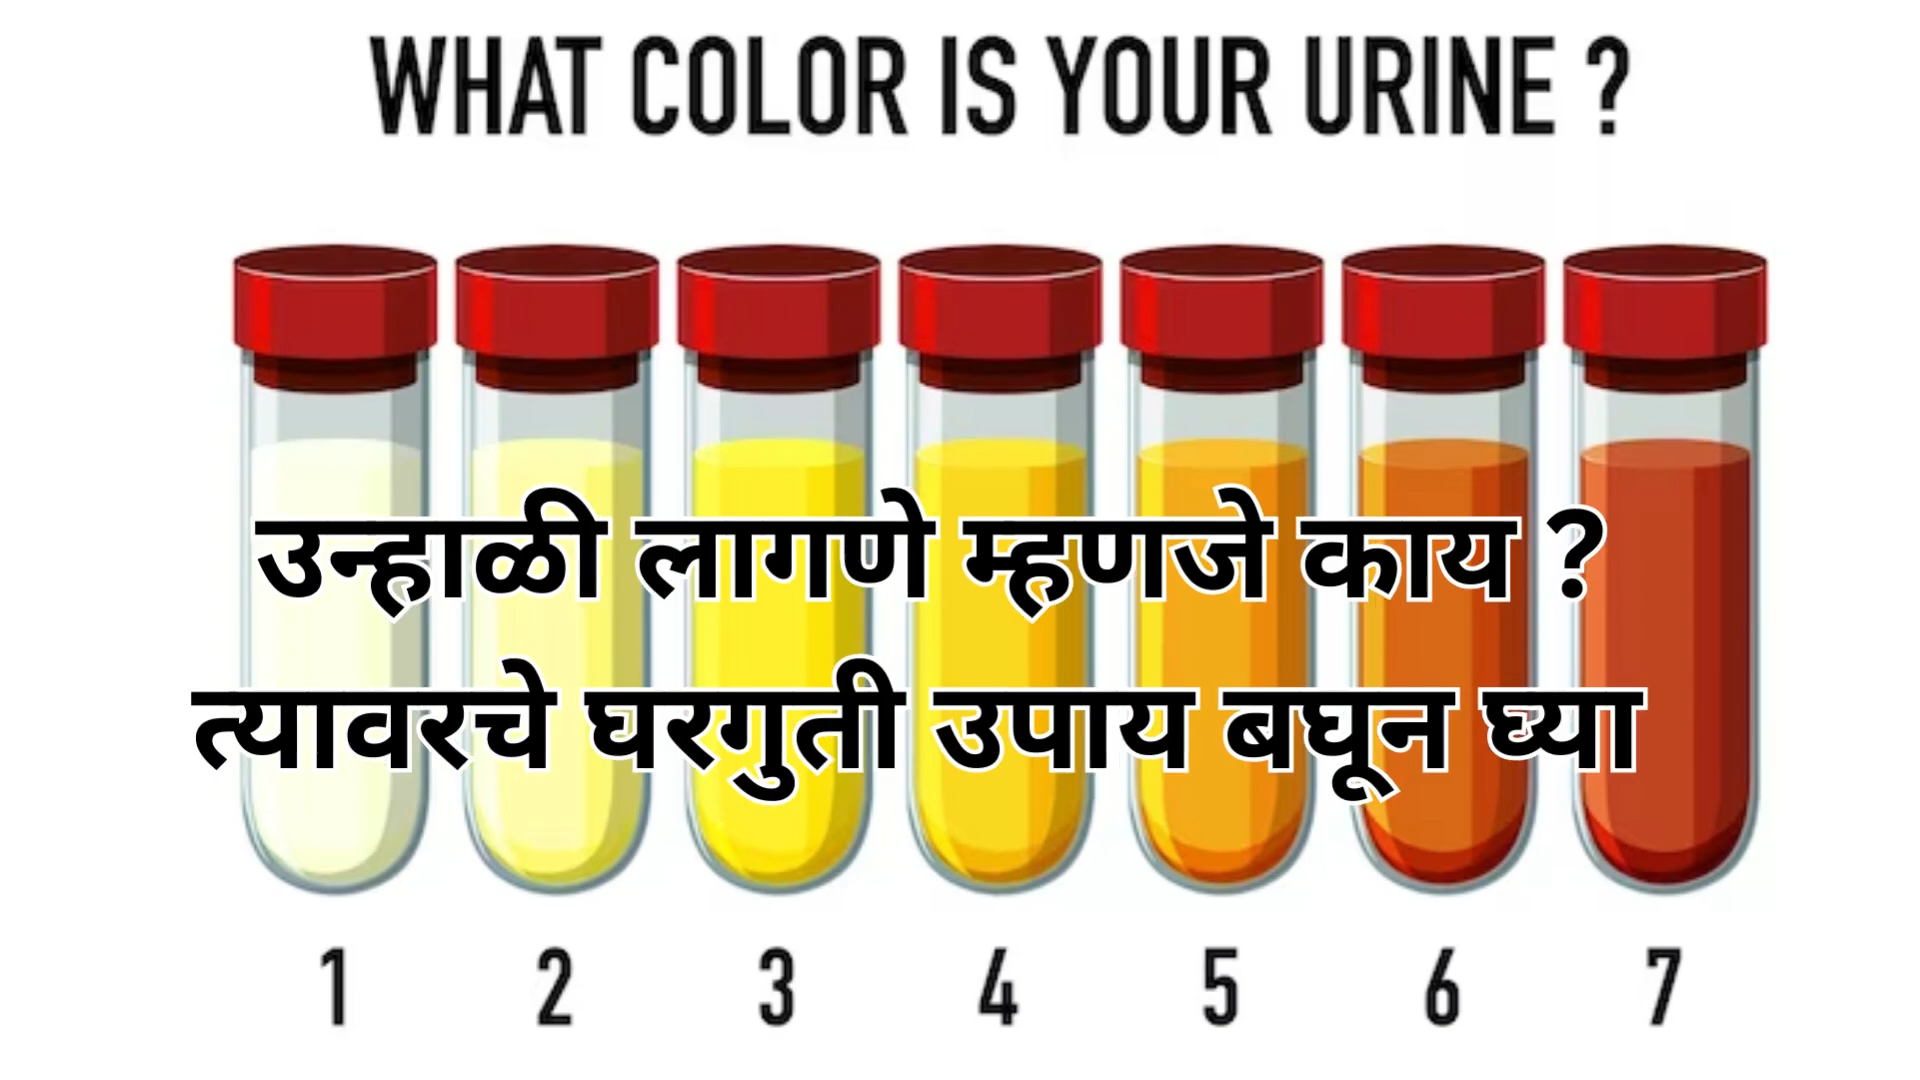 WHAT COLOR IS YOUR URINE ?
उन्हाळी लागणे म्हणजे काय ?
त्यावरचे घरगुती उपाय बघून घ्या
1 2 3 4 5 6 7